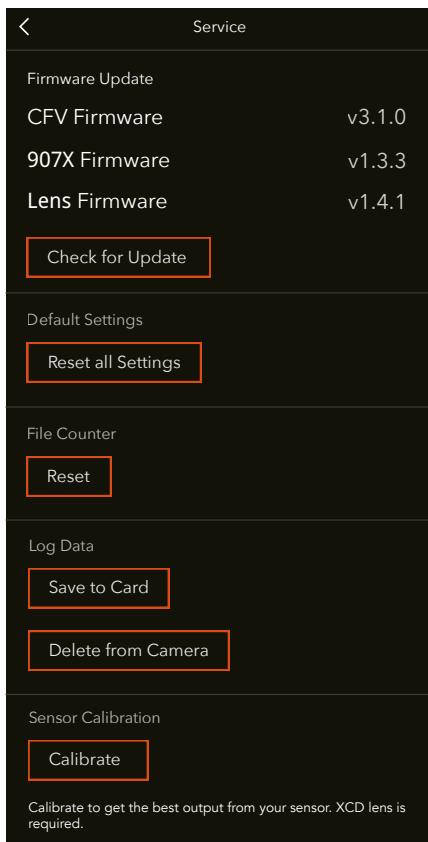 Service
Firmware Update
CFV Firmware v3.1.0
907X Firmware v1.3.3
Lens Firmware v1.4.1
Check for Update
Default Settings
Reset all Settings
File Counter
Reset
Log Data
Save to Card
Delete from Camera
Sensor Calibration
Calibrate
Calibrate to get the best output from your sensor. XCD lens is
required.